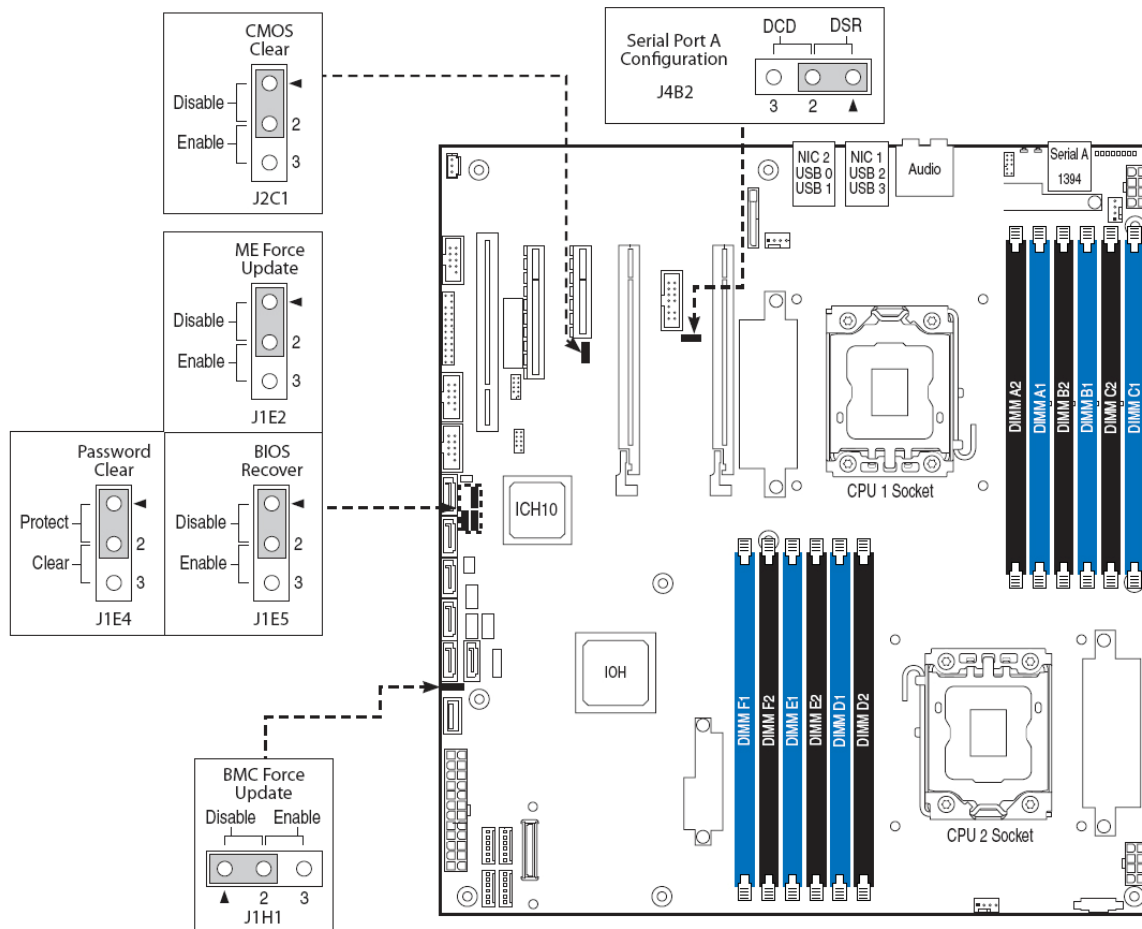 CMOS
Clear
Disable
2
Enable
3
J2C1
Serial Port A
Configuration
J4B2
DCD DSR
3 2
ME Force
Update
Disable
2
Enable
3
J1E2
Password
Clear
Protect
2
Clear
3
J1E4
BIOS
Recover
Disable
2
Enable
3
J1E5
BMC Force
Update
Disable Enable
2 3
J1H1
NIC 2
USB 0
USB 1
NIC 1
USB 2
USB 3
Audio
Serial A
1394
DIMM A2
DIMM A1
DIMM B2
DIMM B1
DIMM C2
DIMM C1
CPU 1 Socket
ICH10
IOH
DIMM F1
DIMM F2
DIMM E1
DIMM E2
DIMM D1
DIMM D2
CPU 2 Socket